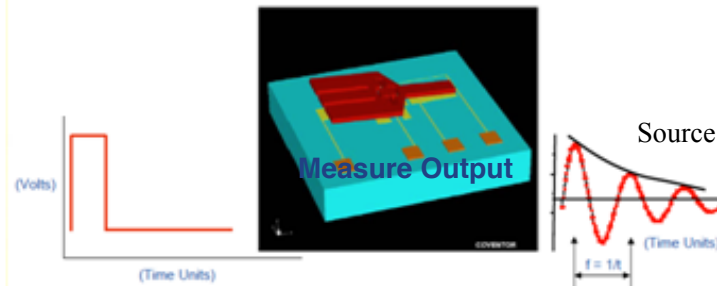 Source
Measure Output
(Volts)
(Time Units)
COVENTOR
(Time Units)
f = 1/t